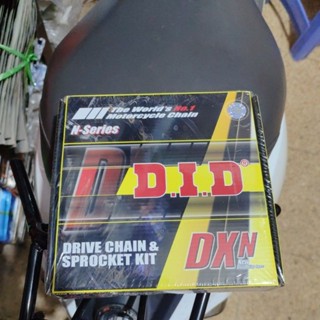 The World's No.1
Motorcycle Chain
N-Series
D
D.I.D®
DRIVE CHAIN &
SPROCKET KIT
DXN